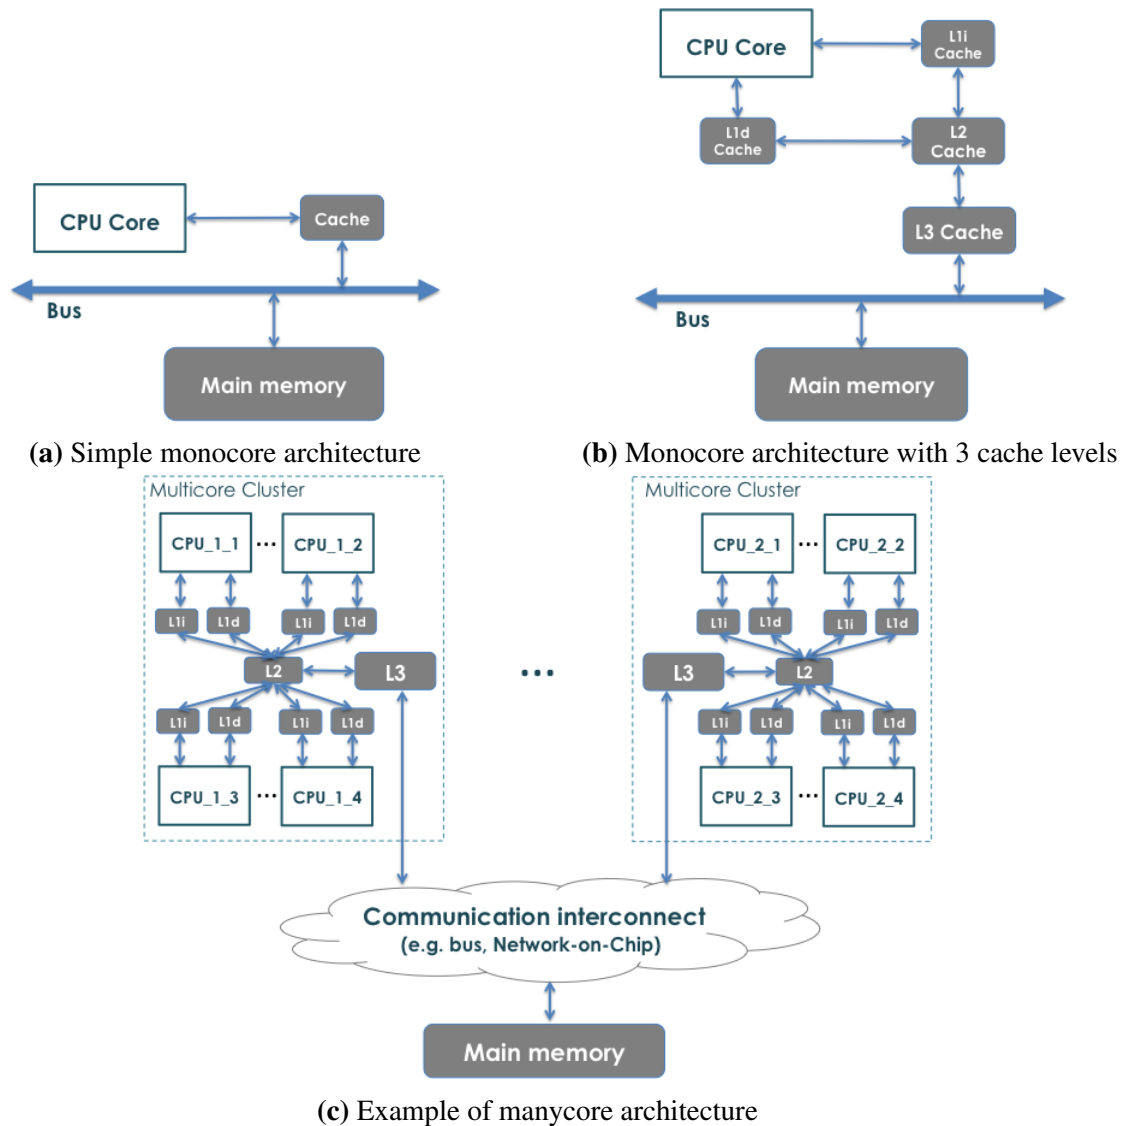 CPU Core
Cache
Bus
Main memory
(a) Simple monocore architecture
CPU Core
L1i
Cache
L1d
Cache
L2
Cache
L3 Cache
Bus
Main memory
(b) Monocore architecture with 3 cache levels
Multicore Cluster
CPU_1_1 ... CPU_1_2
L1i L1d L1i L1d
L2 L3
L1i L1d L1i L1d
CPU_1_3 ... CPU_1_4
...
Multicore Cluster
CPU_2_1 ... CPU_2_2
L1i L1d L1i L1d
L3 L2
L1i L1d L1i L1d
CPU_2_3 ... CPU_2_4
Communication interconnect
(e.g. bus, Network-on-Chip)
Main memory
(c) Example of manycore architecture